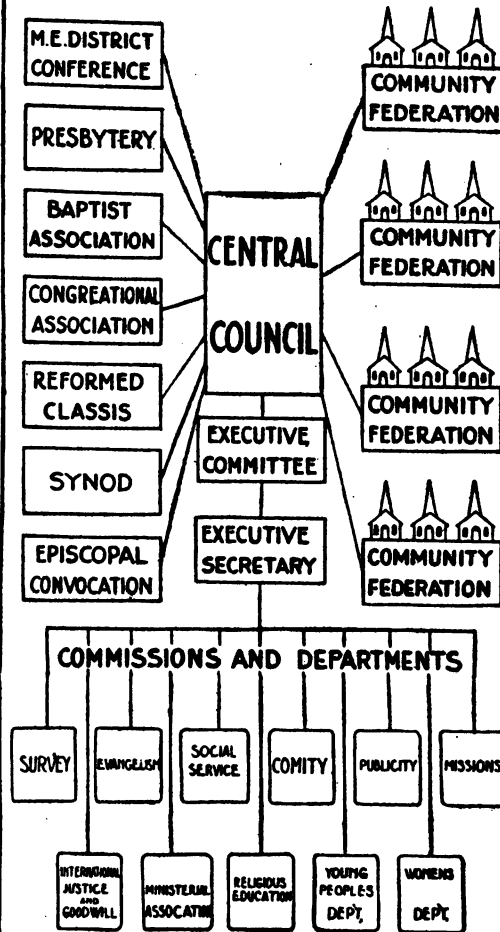 M.E. DISTRICT
CONFERENCE
PRESBYTERY
BAPTIST
ASSOCIATION
CONGREATIONAL
ASSOCIATION
REFORMED
CLASSIS
SYNOD
EPISCOPAL
CONVOCATION
CENTRAL
COUNCIL
EXECUTIVE
COMMITTEE
EXECUTIVE
SECRETARY
COMMUNITY
FEDERATION
COMMUNITY
FEDERATION
COMMUNITY
FEDERATION
COMMUNITY
FEDERATION
COMMISSIONS AND DEPARTMENTS
SURVEY
EVANGELISM
SOCIAL
SERVICE
COMITY
PUBLICITY
MISSIONS
INTERNATIONAL
JUSTICE
AND
GOODWILL
MINISTERIAL
ASSOCATION
RELIGIOUS
EDUCATION
YOUNG
PEOPLES
DEPT,
WOMENS
DEPT.